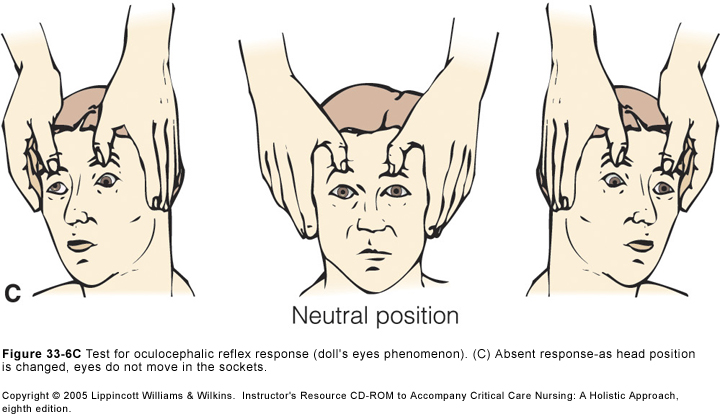 C
Neutral position
Figure 33-6C Test for oculocephalic reflex response (doll's eyes phenomenon). (C) Absent response-as head position
is changed, eyes do not move in the sockets.
Copyright © 2005 Lippincott Williams & Wilkins.  Instructor's Resource CD-ROM to Accompany Critical Care Nursing: A Holistic Approach,
eighth edition.